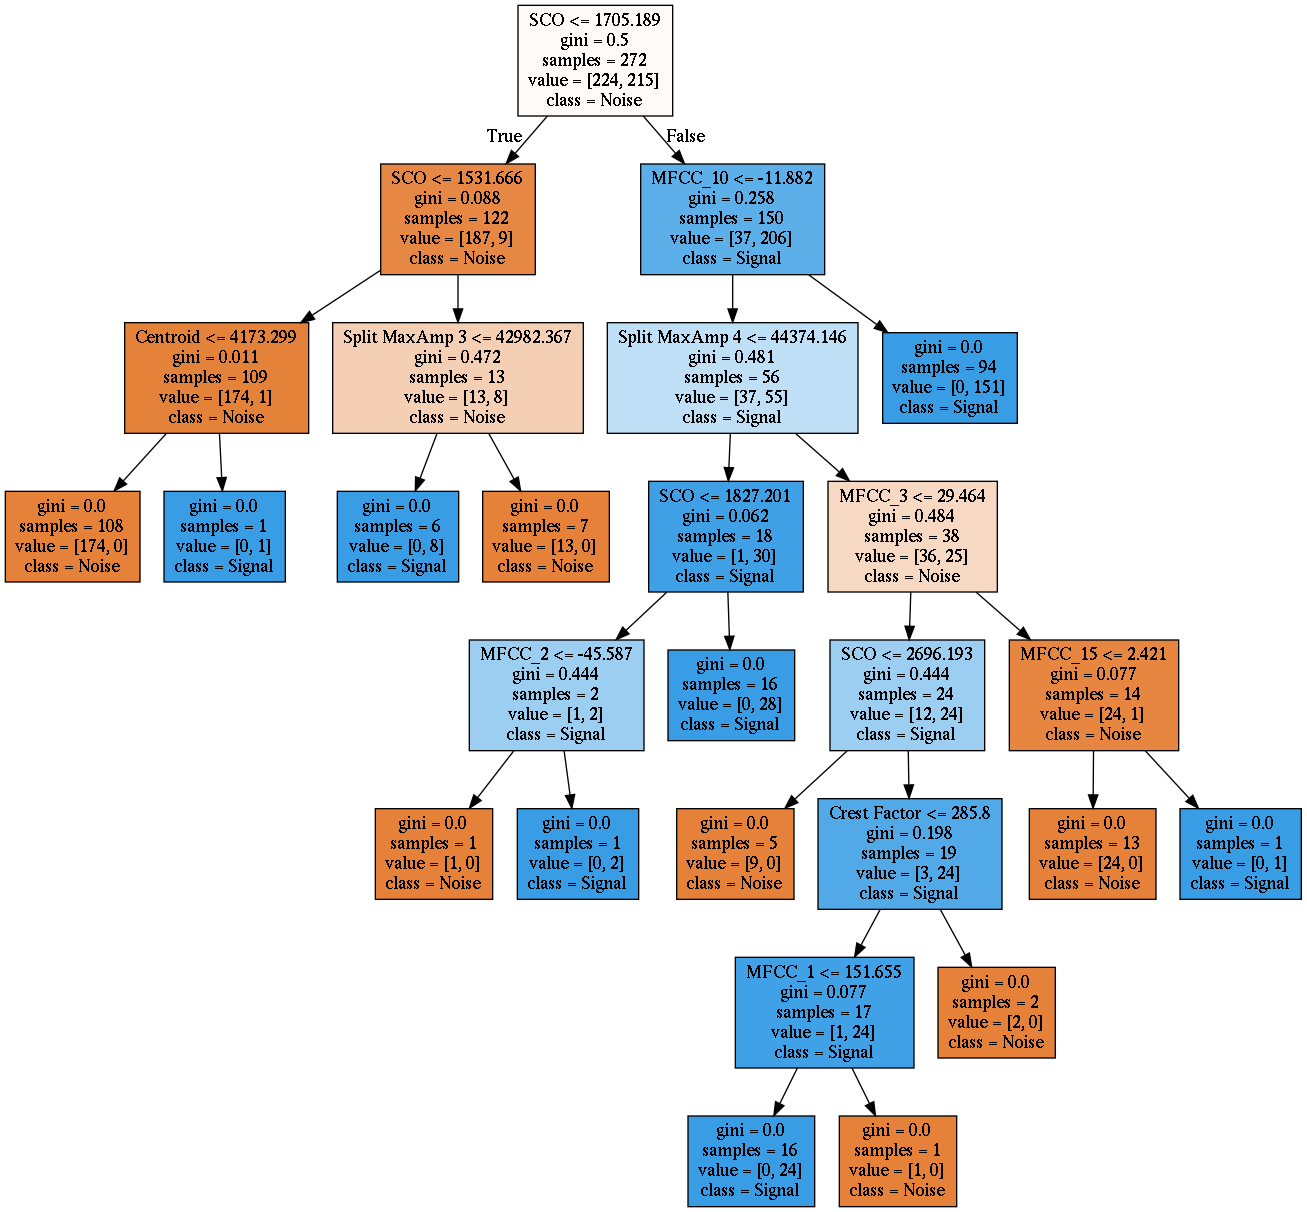 SCO <= 1705.189
gini = 0.5
samples = 272
value = [224, 215]
class = Noise
True
False
SCO <= 1531.666
gini = 0.088
samples = 122
value = [187, 9]
class = Noise
MFCC_10 <= -11.882
gini = 0.258
samples = 150
value = [37, 206]
class = Signal
Centroid <= 4173.299
gini = 0.011
samples = 109
value = [174, 1]
class = Noise
Split MaxAmp 3 <= 42982.367
gini = 0.472
samples = 13
value = [13, 8]
class = Noise
Split MaxAmp 4 <= 44374.146
gini = 0.481
samples = 56
value = [37, 55]
class = Signal
gini = 0.0
samples = 94
value = [0, 151]
class = Signal
gini = 0.0
samples = 108
value = [174, 0]
class = Noise
gini = 0.0
samples = 1
value = [0, 1]
class = Signal
gini = 0.0
samples = 6
value = [0, 8]
class = Signal
gini = 0.0
samples = 7
value = [13, 0]
class = Noise
SCO <= 1827.201
gini = 0.062
samples = 18
value = [1, 30]
class = Signal
MFCC_3 <= 29.464
gini = 0.484
samples = 38
value = [36, 25]
class = Noise
MFCC_2 <= -45.587
gini = 0.444
samples = 2
value = [1, 2]
class = Signal
gini = 0.0
samples = 16
value = [0, 28]
class = Signal
SCO <= 2696.193
gini = 0.444
samples = 24
value = [12, 24]
class = Signal
MFCC_15 <= 2.421
gini = 0.077
samples = 14
value = [24, 1]
class = Noise
gini = 0.0
samples = 1
value = [1, 0]
class = Noise
gini = 0.0
samples = 1
value = [0, 2]
class = Signal
gini = 0.0
samples = 5
value = [9, 0]
class = Noise
Crest Factor <= 285.8
gini = 0.198
samples = 19
value = [3, 24]
class = Signal
gini = 0.0
samples = 13
value = [24, 0]
class = Noise
gini = 0.0
samples = 1
value = [0, 1]
class = Signal
MFCC_1 <= 151.655
gini = 0.077
samples = 17
value = [1, 24]
class = Signal
gini = 0.0
samples = 2
value = [2, 0]
class = Noise
gini = 0.0
samples = 16
value = [0, 24]
class = Signal
gini = 0.0
samples = 1
value = [1, 0]
class = Noise